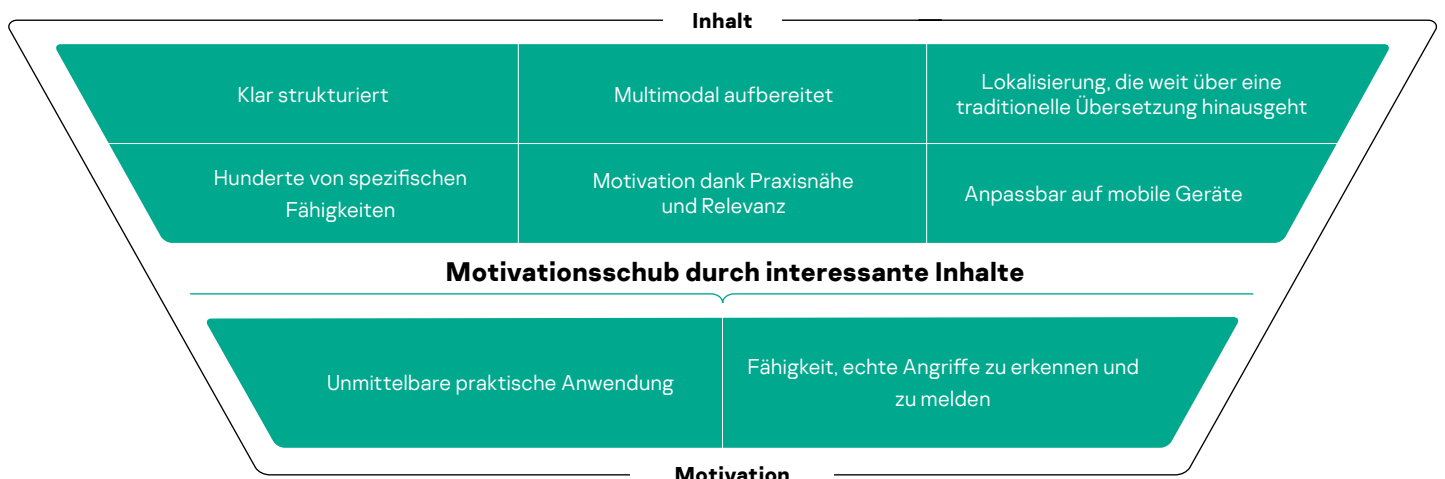 Inhalt
Klar strukturiert
Multimodal aufbereitet
Lokalisierung, die weit über eine
traditionelle Übersetzung hinausgeht
Hunderte von spezifischen
Fähigkeiten
Motivation dank Praxisnähe
und Relevanz
Anpassbar auf mobile Geräte
Motivationsschub durch interessante Inhalte
Unmittelbare praktische Anwendung
Fähigkeit, echte Angriffe zu erkennen und
zu melden
Motivation